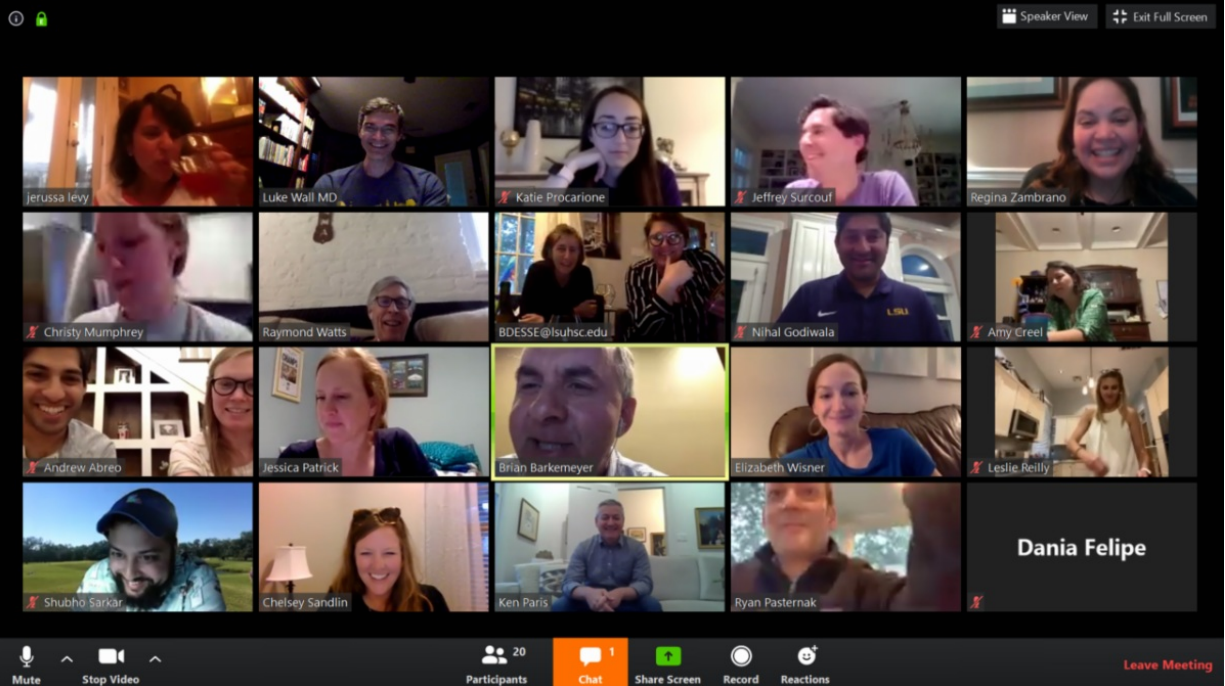 Speaker View
Exit Full Screen
jerussa lévy
Luke Wall MD
Katie Procarione
Jeffrey Surcouf
Regina Zambrano
Christy Mumphrey
Raymond Watts
BDESSE@lsuhsc.edu
LSU
Nihal Godiwala
Amy Creel
Andrew Abreo
Jessica Patrick
Brian Barkemeyer
Elizabeth Wisner
Leslie Reilly
Shubho Sarkar
Chelsey Sandlin
Ken Paris
Ryan Pasternak
Dania Felipe
Mute
Stop Video
Participants
20
Chat
1
Share Screen
Record
Reactions
Leave Meeting